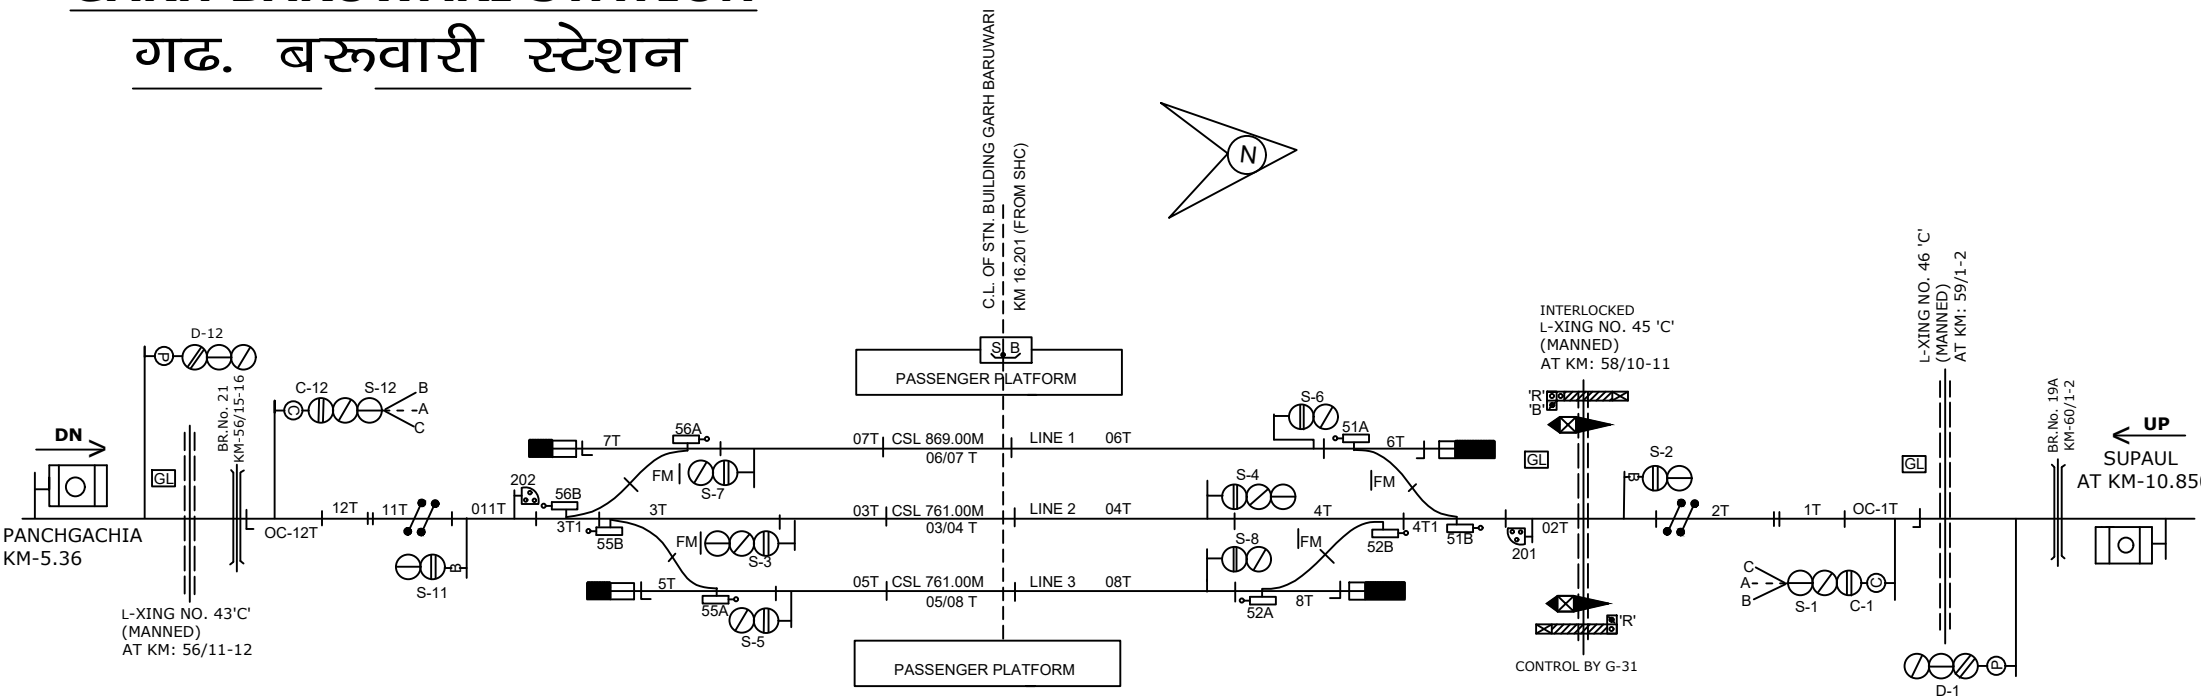 गढ. बरुवारी स्टेशन
C.L. OF STN. BUILDING GARH BARUWARI
KM 16.201 (FROM SHC)
N
D-12
P
C-12
S-12
C
B
A
C
BR.No. 21
KM-56/15-16
DN
GL
PANCHGACHIA
KM-5.36
L-XING NO. 43'C'
(MANNED)
AT KM: 56/11-12
OC-12T
12T
11T
011T
B
S-11
202
56B
3T1
55B
56A
7T
FM
S-7
3T
FM
S-3
5T
55A
S-5
S B
PASSENGER PLATFORM
07T
CSL 869.00M
LINE 1
06T
06/07 T
03T
CSL 761.00M
LINE 2
04T
03/04 T
05T
CSL 761.00M
LINE 3
08T
05/08 T
PASSENGER PLATFORM
S-6
51A
6T
FM
S-4
4T
4T1
51B
52B
FM
S-8
52A
8T
INTERLOCKED
L-XING NO. 45 'C'
(MANNED)
AT KM: 58/10-11
'R'
'B'
GL
S-2
B
02T
201
'R'
CONTROL BY G-31
2T
1T
OC-1T
C
A
B
S-1
C-1
C
L-XING NO. 46 'C'
(MANNED)
AT KM: 59/1-2
GL
BR.No. 19A
KM-60/1-2
UP
SUPAUL
AT KM-10.850
P
D-1